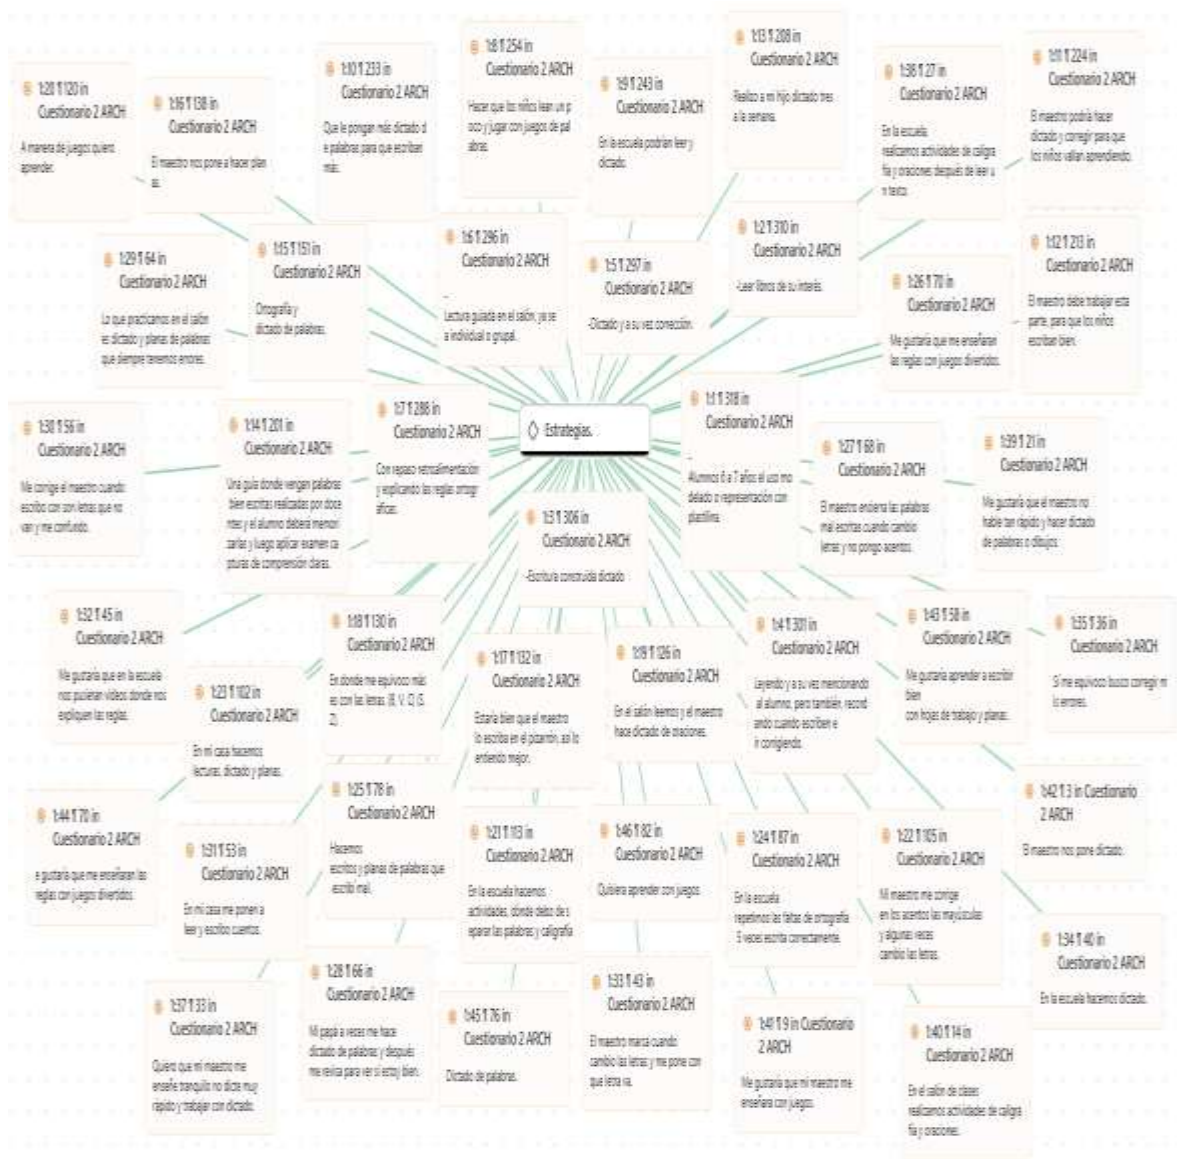 1:8 ¶ 254 in
Cuestionario 2 ARCH
Hacer que los niños lean un p
oco y jugar con juegos de pal
abras.
1:13 ¶ 208 in
Cuestionario 2 ARCH
Realizo a mi hijo dictado tres
a la semana.
1:10 ¶ 233 in
Cuestionario 2 ARCH
Que le pongan más dictado d
e palabras para que escriban
más.
1:9 ¶ 243 in
Cuestionario 2 ARCH
En la escuela podrían leer y
dictado.
1:38 ¶ 27 in
Cuestionario 2 ARCH
En la escuela
realizamos actividades de caligra
fía y oraciones después de leer u
n texto.
1:11 ¶ 224 in
Cuestionario 2 ARCH
El maestro podría hacer
dictado y corregir para que
los niños vallan aprendiendo.
1:20 ¶ 120 in
Cuestionario 2 ARCH
A manera de juegos quiero
aprender.
1:16 ¶ 138 in
Cuestionario 2 ARCH
El maestro nos pone a hacer plan
as.
1:29 ¶ 64 in
Cuestionario 2 ARCH
Lo que practicamos en el salón
es dictado y planas de palabras
que siempre tenemos errores.
1:15 ¶ 151 in
Cuestionario 2 ARCH
Ortografía y
dictado de palabras.
1:6 ¶ 296 in
Cuestionario 2 ARCH
-
Lectura guiada en el salón, ya se
a individual o grupal.
1:5 ¶ 297 in
Cuestionario 2 ARCH
-Dictado y a su vez corrección.
1:2 ¶ 310 in
Cuestionario 2 ARCH
-Leer libros de su interés.
1:26 ¶ 70 in
Cuestionario 2 ARCH
Me gustaría que me enseñaran
las reglas con juegos divertidos.
1:12 ¶ 213 in
Cuestionario 2 ARCH
El maestro debe trabajar esta
parte, para que los niños
escriban bien.
1:30 ¶ 56 in
Cuestionario 2 ARCH
Me corrige el maestro cuando
escribo con son letras que no
van y me confundo.
1:14 ¶ 201 in
Cuestionario 2 ARCH
Una guía donde vengan palabras
bien escritas realizadas por doce
ntes y el alumno deberá memori
zarlas y luego aplicar examen ca
pturas de comprensión claras.
1:7 ¶ 286 in
Cuestionario 2 ARCH
Con repaso retroalimentación
y explicando las reglas ortogr
áficas.
Estrategias.
1:1 ¶ 318 in
Cuestionario 2 ARCH
-
Alumnos 6 a 7 años el uso mo
delado o representación con
plastilina.
1:27 ¶ 68 in
Cuestionario 2 ARCH
El maestro encierra las palabras
mal escritas cuando cambio
letras y no pongo acentos.
1:39 ¶ 21 in
Cuestionario 2 ARCH
Me gustaría que el maestro no
hable tan rápido y hacer dictado
de palabras o dibujos.
1:3 ¶ 306 in
Cuestionario 2 ARCH
-Escritura construida dictado
1:32 ¶ 45 in
Cuestionario 2 ARCH
Me gustaría que en la escuela
nos pusieran videos donde nos
expliquen las reglas.
1:23 ¶ 102 in
Cuestionario 2 ARCH
En mi casa hacemos
lecturas, dictado y planas.
1:18 ¶ 130 in
Cuestionario 2 ARCH
En donde me equivoco más
es con las letras (B, V, C) (S,
Z).
1:17 ¶ 132 in
Cuestionario 2 ARCH
Estaría bien que el maestro
lo escriba en el pizarrón, así lo
entiendo mejor.
1:19 ¶ 126 in
Cuestionario 2 ARCH
En el salón leemos y el maestro
hace dictado de oraciones.
1:4 ¶ 301 in
Cuestionario 2 ARCH
Leyendo y a su vez mencionando
al alumno, pero también, record
ando cuando escriben e
ir corrigiendo.
1:43 ¶ 58 in
Cuestionario 2 ARCH
Me gustaría aprender a escribir
bien
con hojas de trabajo y planas.
1:35 ¶ 36 in
Cuestionario 2 ARCH
Sí me equivoco busco corregir mi
s errores.
1:44 ¶ 70 in
Cuestionario 2 ARCH
e gustaría que me enseñaran las
reglas con juegos divertidos.
1:31 ¶ 53 in
Cuestionario 2 ARCH
En mi casa me ponen a
leer y escribo cuentos.
1:25 ¶ 78 in
Cuestionario 2 ARCH
Hacemos
escritos y planas de palabras que
escribí mal.
1:21 ¶ 113 in
Cuestionario 2 ARCH
En la escuela hacemos
actividades, dónde debo de s
eparar las palabras y caligrafía
1:46 ¶ 82 in
Cuestionario 2 ARCH
Quisiera aprender con juegos.
1:24 ¶ 87 in
Cuestionario 2 ARCH
En la escuela
repetimos las faltas de ortografía
5 veces escrita correctamente.
1:22 ¶ 105 in
Cuestionario 2 ARCH
Mi maestro me corrige
en los acentos las mayúsculas
y algunas veces
cambio las letras.
1:42 ¶ 3 in Cuestionario
2 ARCH
El maestro nos pone dictado.
1:34 ¶ 40 in
Cuestionario 2 ARCH
En la escuela hacemos dictado.
1:37 ¶ 33 in
Cuestionario 2 ARCH
Quiero que mi maestro me
enseñe tranquilo no dicte muy
rápido y trabajar con dictado.
1:28 ¶ 66 in
Cuestionario 2 ARCH
Mi papá a veces me hace
dictado de palabras y después
me revisa para ver si estoy bien.
1:45 ¶ 76 in
Cuestionario 2 ARCH
Dictado de palabras.
1:33 ¶ 43 in
Cuestionario 2 ARCH
El maestro marca cuando
cambio las letras y me pone con
que letra va.
1:41 ¶ 9 in Cuestionario
2 ARCH
Me gustaría que mi maestro me
enseñara con juegos.
1:40 ¶ 14 in
Cuestionario 2 ARCH
En el salón de clases
realizamos actividades de caligra
fía y oraciones.